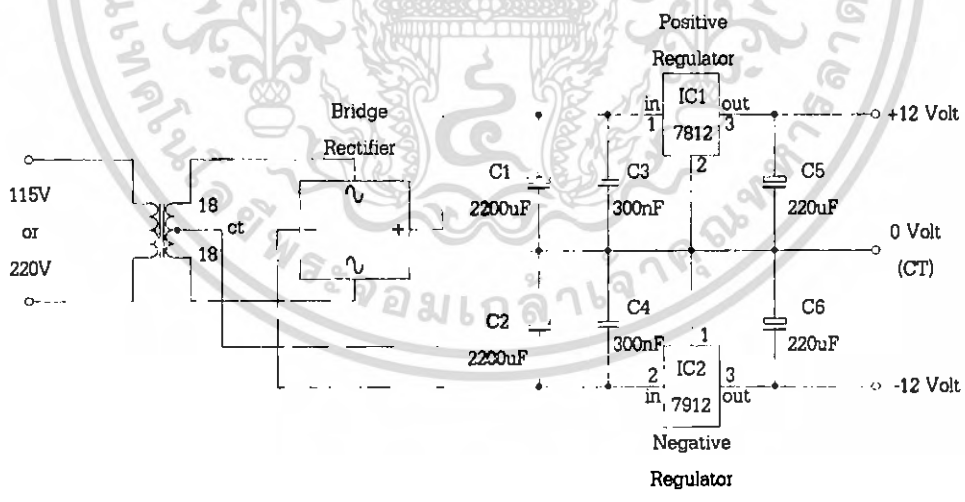 Positive
Regulator
in
IC1
out
1
7812
3
2
+12 Volt
Bridge
Rectifier
115V
or
220V
18
ct
18
+
C1
2200uF
C3
300nF
C5
220uF
0 Volt
(CT)
C2
2200uF
C4
300nF
C6
220uF
1
2
IC2
3
in
7912
out
-12 Volt
Negative
Regulator